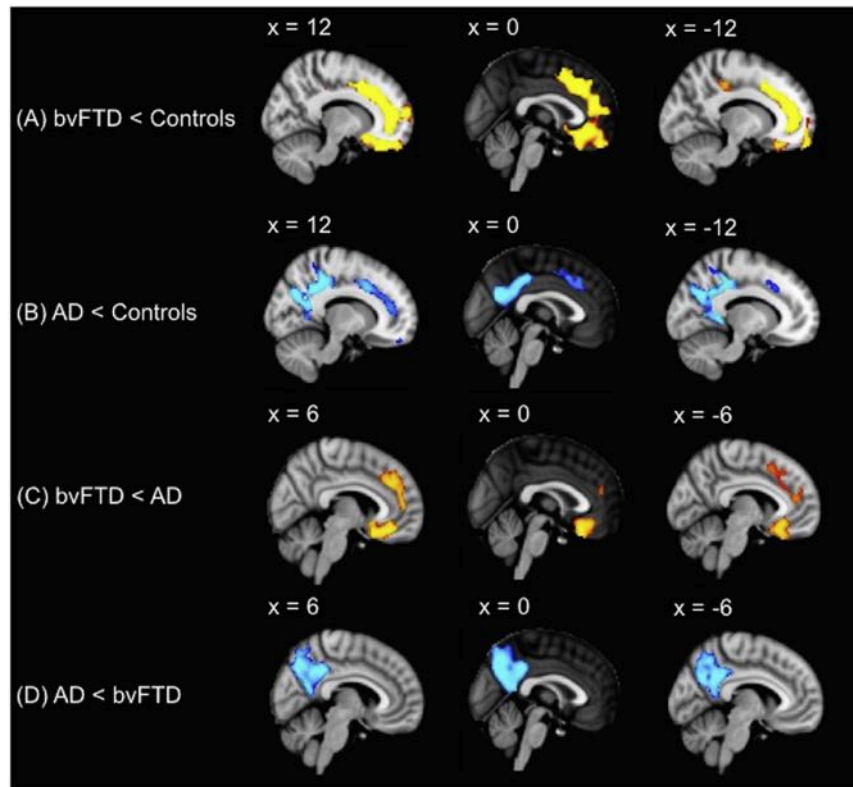 x = 12 x = 0 x = -12
(A) bvFTD < Controls
x = 12 x = 0 x = -12
(B) AD < Controls
x = 6 x = 0 x = -6
(C) bvFTD < AD
x = 6 x = 0 x = -6
(D) AD < bvFTD